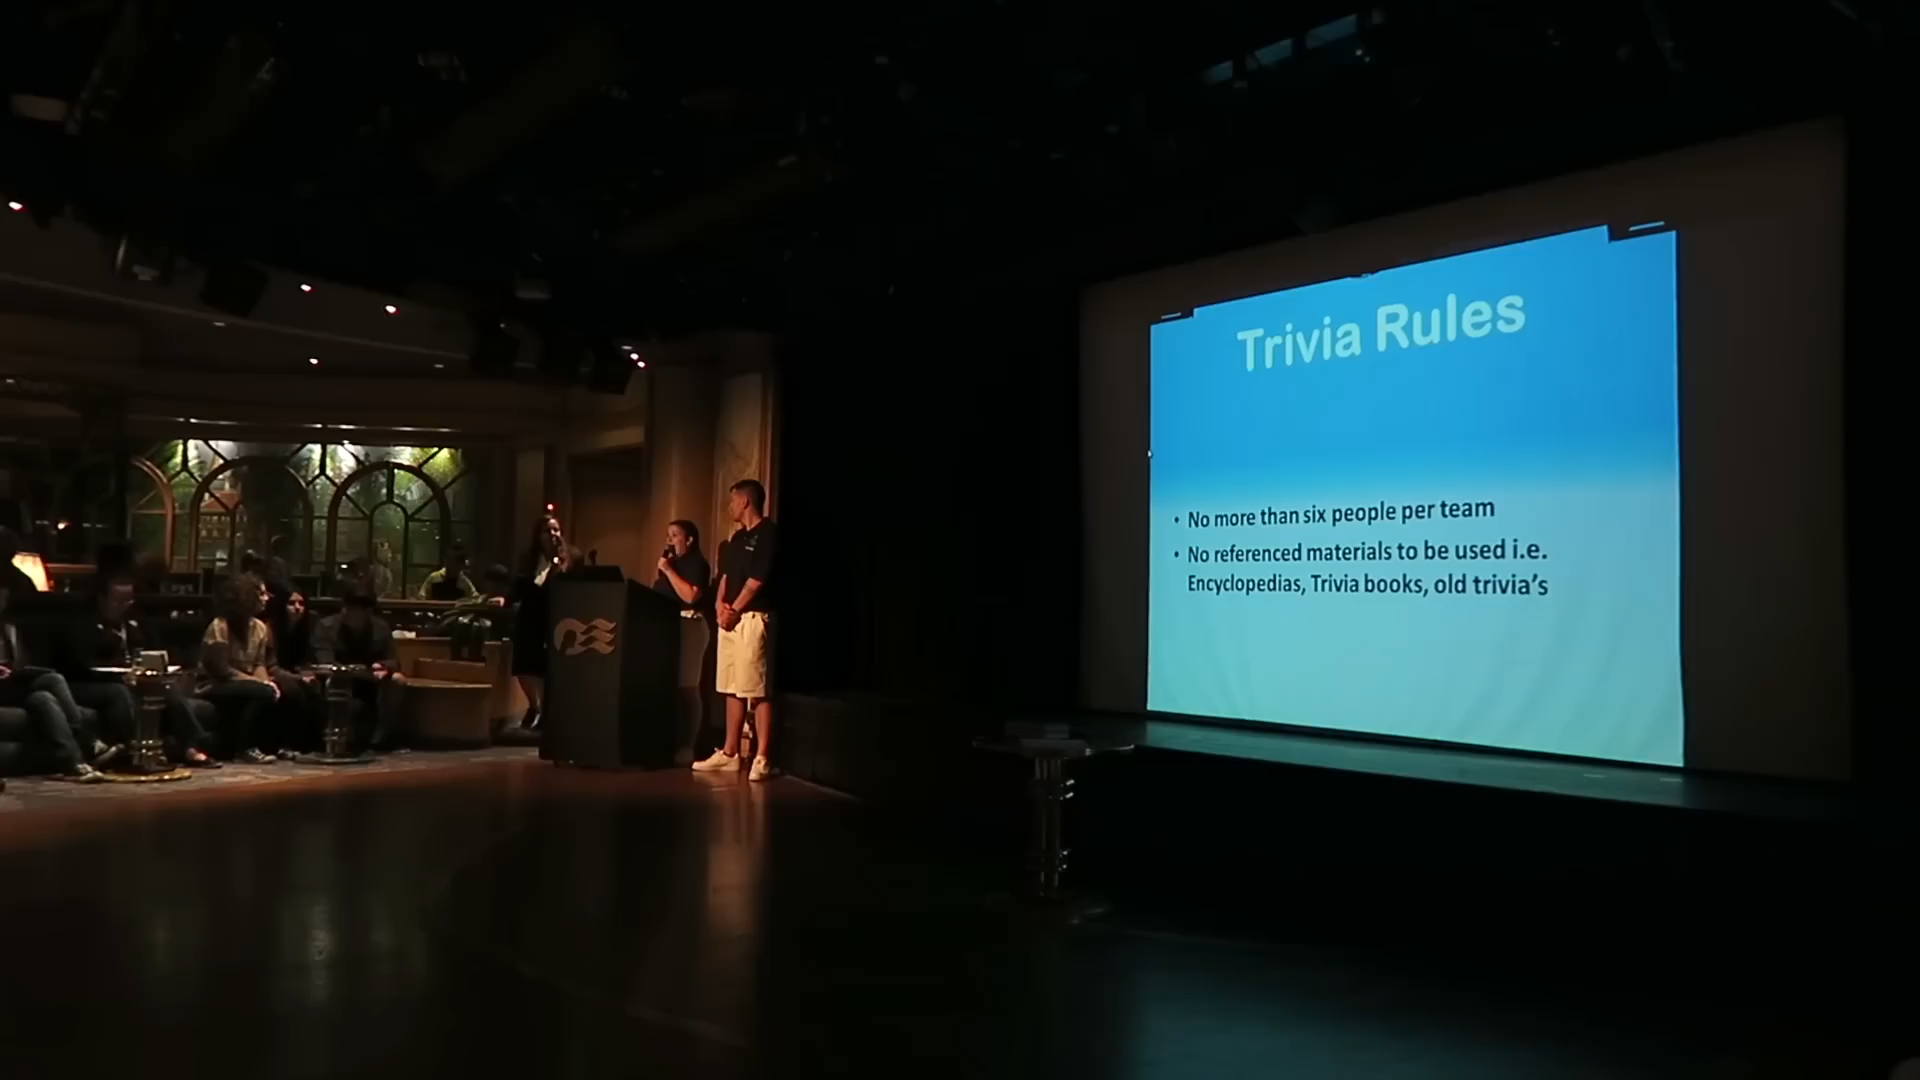 Trivia Rules
• No more than six people per team
• No referenced materials to be used i.e.
Encyclopedias, Trivia books, old trivia's